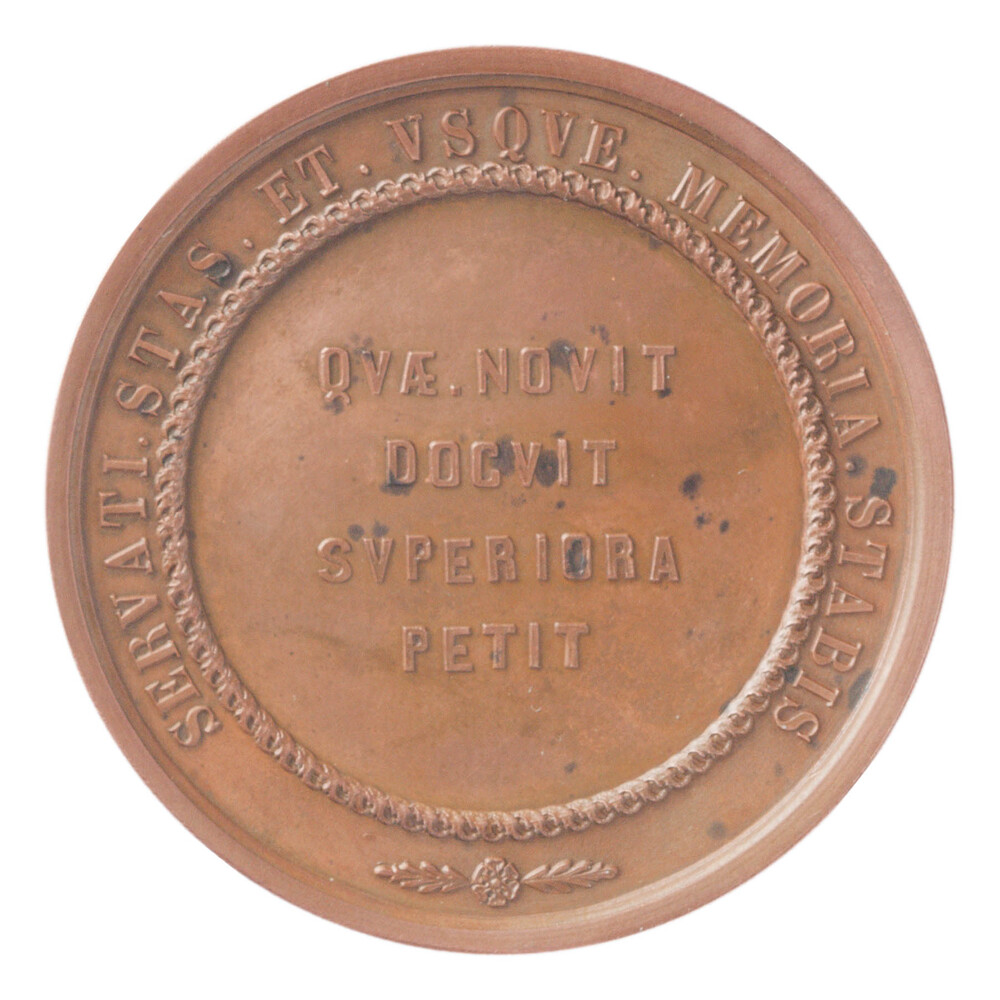 SERVATI. STAS. ET. VSQVE. MEMORIA. STABIS
QVÆ. NOVIT
DOCVIT
SVPERIORA
PETIT